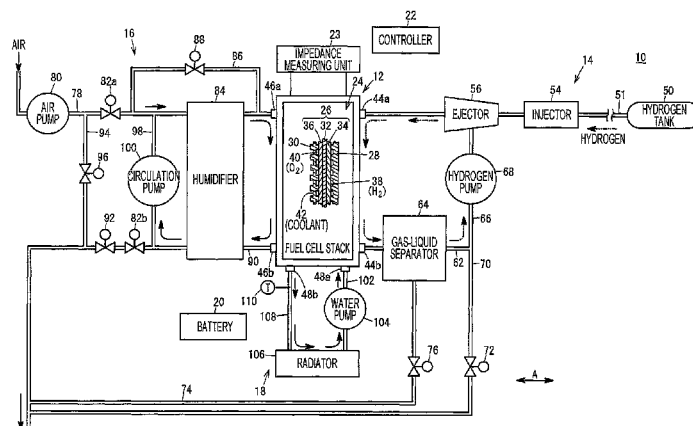 AIR
16
22
CONTROLLER
23
IMPEDANCE
MEASURING UNIT
10
14
88
86
24
12
80
78
82a
84
46a
26
44a
56
54
51
50
AIR
PUMP
EJECTOR
INJECTOR
HYDROGEN
TANK
HYDROGEN
94
98
36
32
34
30
28
40
(O2)
38
(H2)
42
(COOLANT)
FUEL CELL STACK
100
CIRCULATION
PUMP
HUMIDIFIER
HYDROGEN
PUMP
68
96
64
66
GAS-LIQUID
SEPARATOR
92
82b
90
46b
44b
62
70
48b
48a
102
110
T
108
WATER
PUMP
104
20
BATTERY
106
RADIATOR
18
76
72
74
A